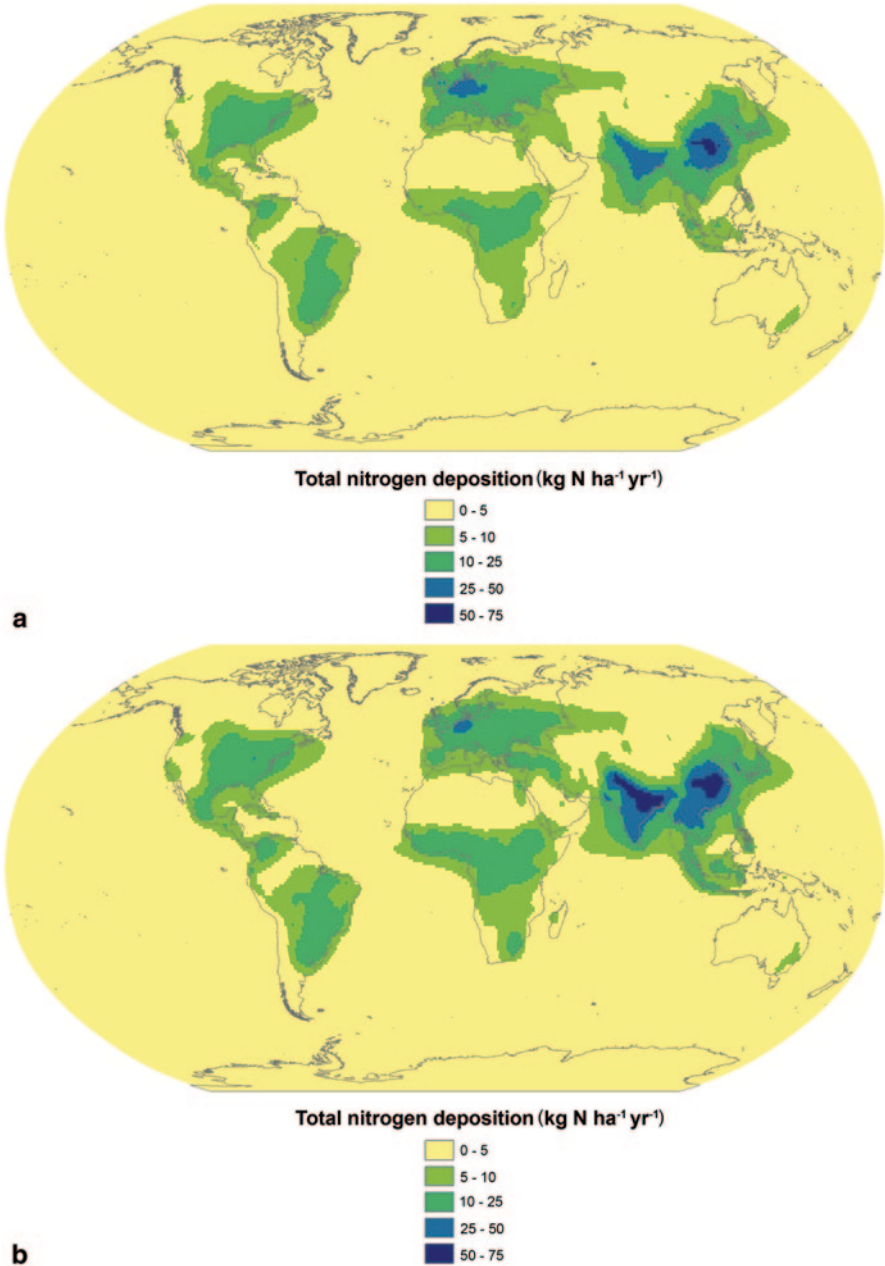 Total nitrogen deposition (kg N ha⁻¹ yr⁻¹)
0 - 5
5 - 10
10 - 25
25 - 50
50 - 75
a
Total nitrogen deposition (kg N ha⁻¹ yr⁻¹)
0 - 5
5 - 10
10 - 25
25 - 50
50 - 75
b